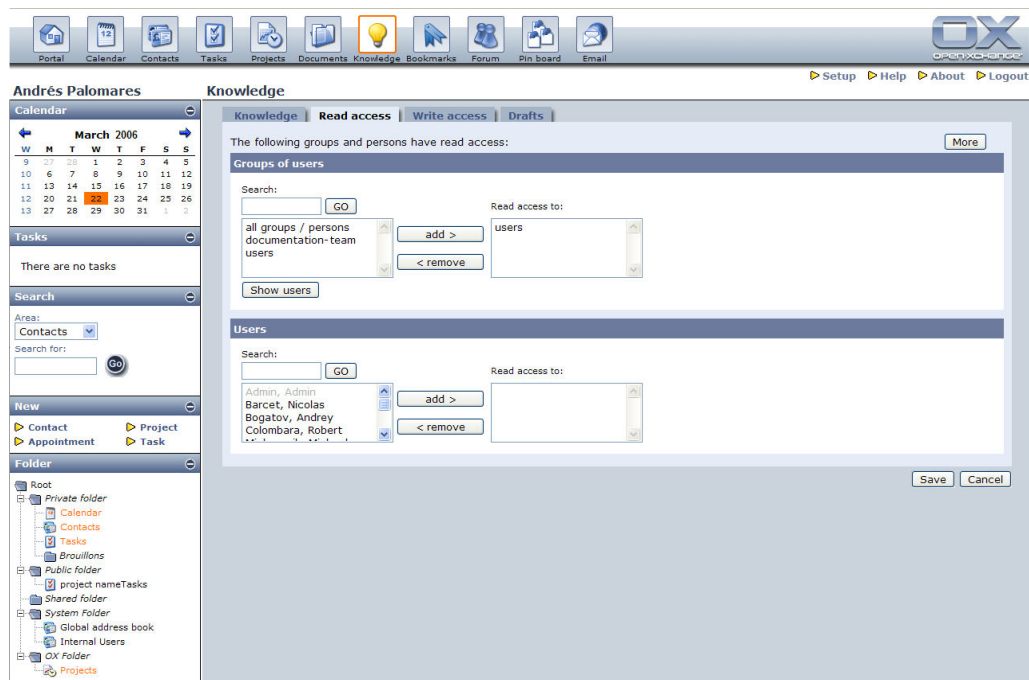 12
OX
OPEN-XCHANGE
Portal Calendar Contacts Tasks Projects Documents Knowledge Bookmarks Forum Pin board Email
Setup Help About Logout
Andrés Palomares
Knowledge
Calendar
March 2006
W M T W T F S S
9 27 28 1 2 3 4 5
10 6 7 8 9 10 11 12
11 13 14 15 16 17 18 19
12 20 21 22 23 24 25 26
13 27 28 29 30 31 1 2
Tasks
There are no tasks
Search
Area:
Contacts
Search for:
Go
New
Contact Project
Appointment Task
Folder
Root
Private folder
Calendar
Contacts
Tasks
Brouillons
Public folder
project nameTasks
Shared folder
System Folder
Global address book
Internal Users
OX Folder
Projects
Knowledge Read access Write access Drafts
The following groups and persons have read access:
More
Groups of users
Search:
GO
Read access to:
all groups / persons
documentation-team
users
add >
< remove
users
Show users
Users
Search:
GO
Read access to:
Admin, Admin
Barcet, Nicolas
Bogatov, Andrey
Colombara, Robert
add >
< remove
Save Cancel